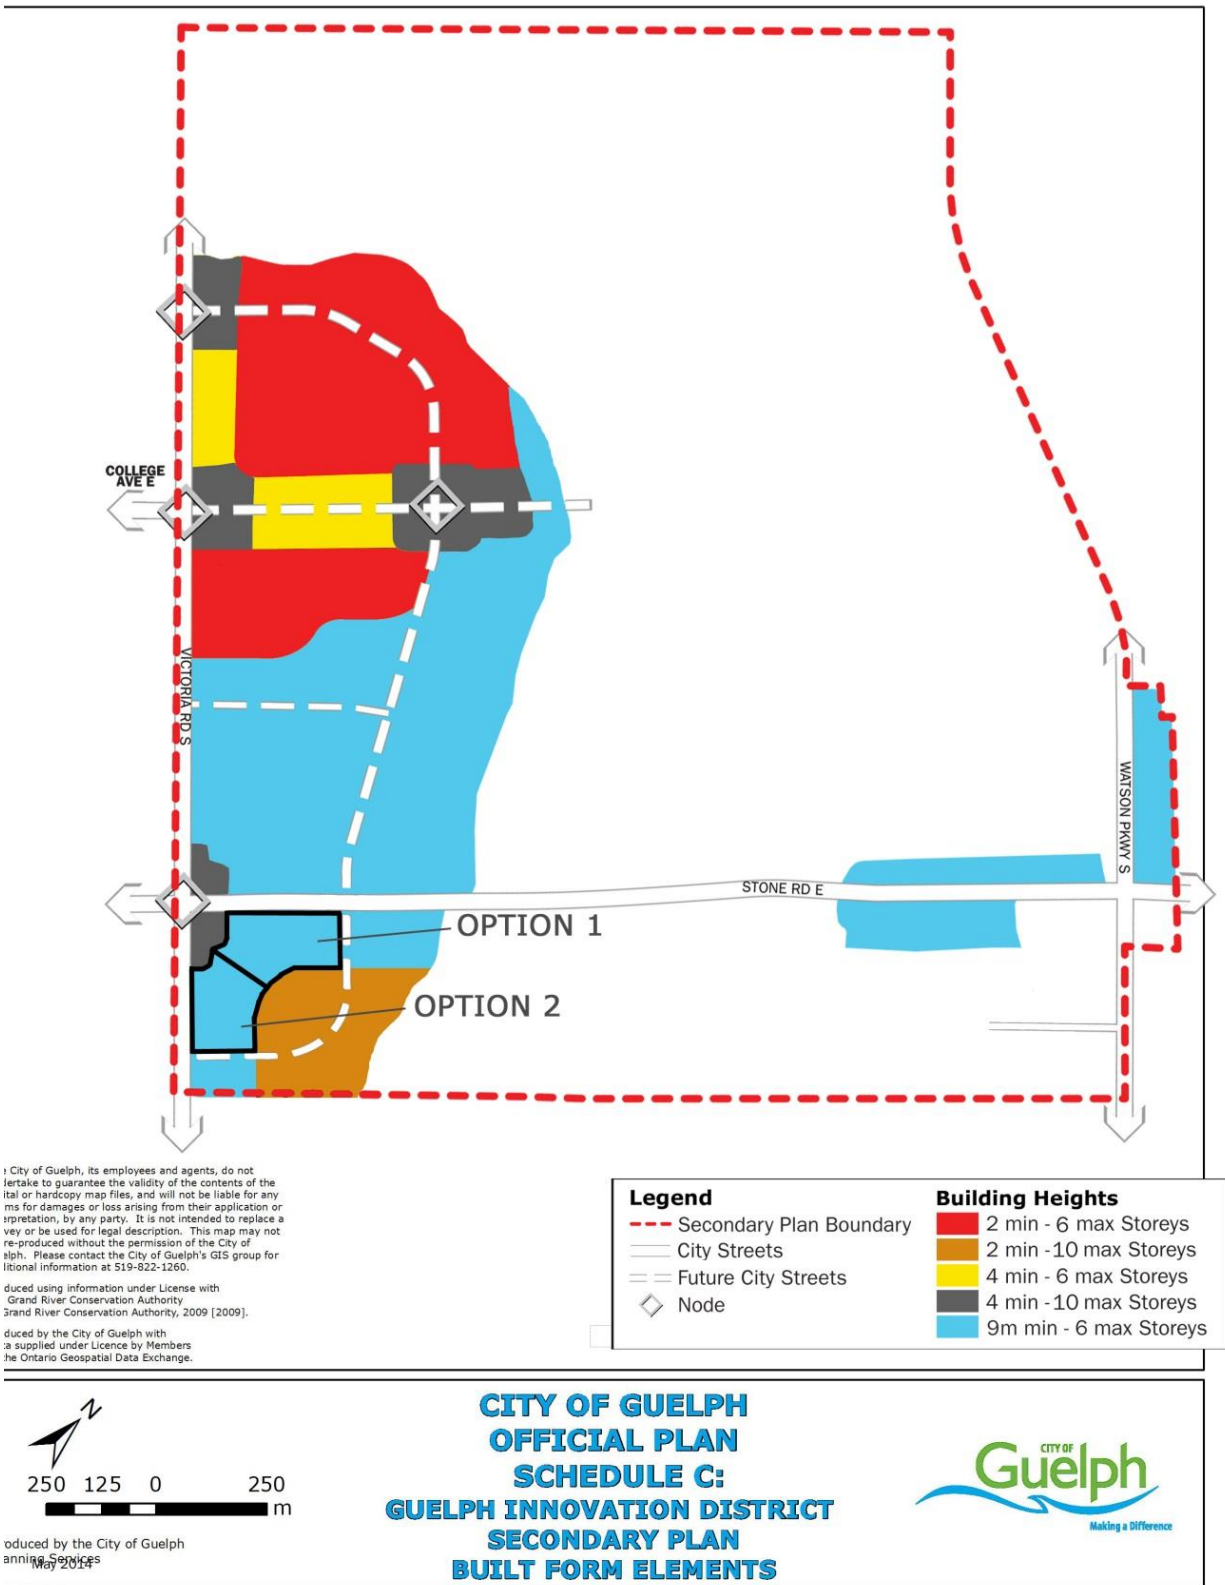 COLLEGE
AVE E
VICTORIA RD S
WATSON PKWY S
STONE RD E
OPTION 1
OPTION 2
City of Guelph, its employees and agents, do not
dertake to guarantee the validity of the contents of the
ital or hardcopy map files, and will not be liable for any
ms for damages or loss arising from their application or
erpretation, by any party. It is not intended to replace a
vey or be used for legal description. This map may not
re-produced without the permission of the City of
elph. Please contact the City of Guelph's GIS group for
litional information at 519-822-1260.
duced using information under License with
Grand River Conservation Authority
Grand River Conservation Authority, 2009 [2009].
duced by the City of Guelph with
ta supplied under Licence by Members
the Ontario Geospatial Data Exchange.
Legend
Secondary Plan Boundary
City Streets
Future City Streets
Node
Building Heights
2 min - 6 max Storeys
2 min -10 max Storeys
4 min - 6 max Storeys
4 min -10 max Storeys
9m min - 6 max Storeys
N
250 125 0 250
m
roduced by the City of Guelph
anning Services
May 2014
CITY OF GUELPH
OFFICIAL PLAN
SCHEDULE C:
GUELPH INNOVATION DISTRICT
SECONDARY PLAN
BUILT FORM ELEMENTS
CITY OF
Guelph
Making a Difference